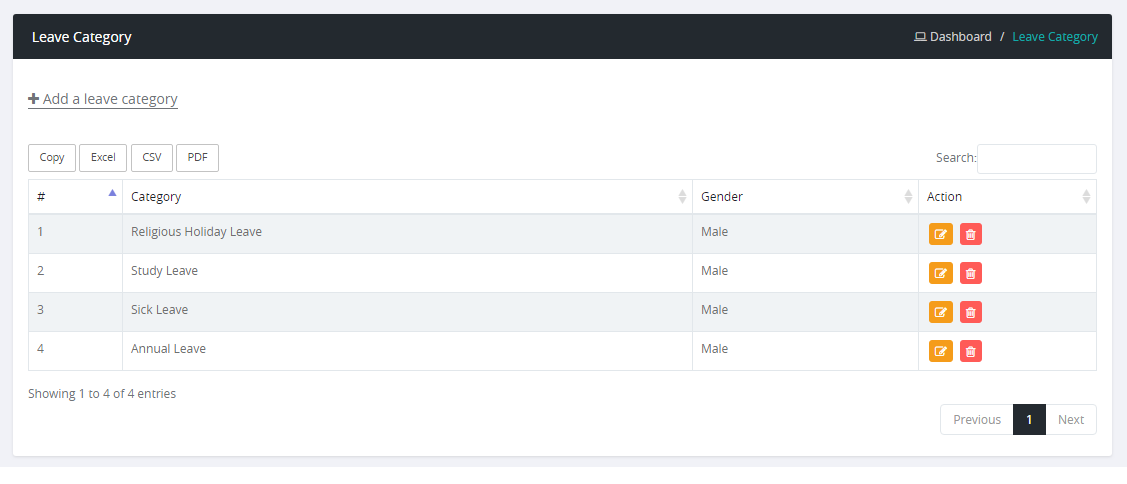 Leave Category
Dashboard / Leave Category
Add a leave category
Copy Excel CSV PDF
Search:
# Category Gender Action
1 Religious Holiday Leave Male
2 Study Leave Male
3 Sick Leave Male
4 Annual Leave Male
Showing 1 to 4 of 4 entries
Previous 1 Next